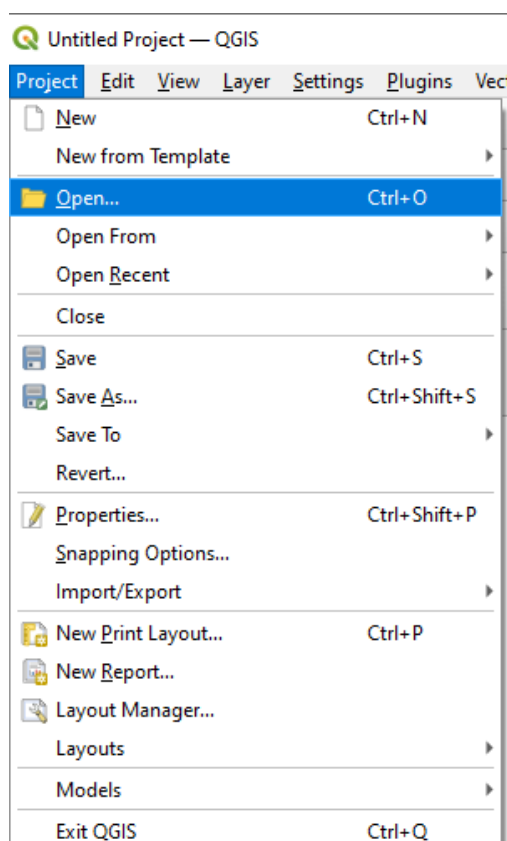 Untitled Project — QGIS
Project Edit View Layer Settings Plugins
New Ctrl+N
New from Template
Open... Ctrl+O
Open From
Open Recent
Close
Save Ctrl+S
Save As... Ctrl+Shift+S
Save To
Revert...
Properties... Ctrl+Shift+P
Snapping Options...
Import/Export
New Print Layout... Ctrl+P
New Report...
Layout Manager...
Layouts
Models
Exit QGIS Ctrl+Q